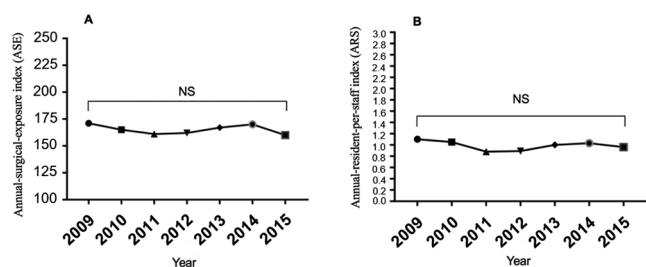 A
Annual-surgical-exposure index (ASE)
250
225
200
175
150
125
100
NS
2009 2010 2011 2012 2013 2014 2015
Year
B
Annual-resident-per-staff index (ARS)
3.0
2.8
2.6
2.4
2.2
2.0
1.8
1.6
1.4
1.2
1.0
0.8
0.6
0.4
0.2
0.0
NS
2009 2010 2011 2012 2013 2014 2015
Year